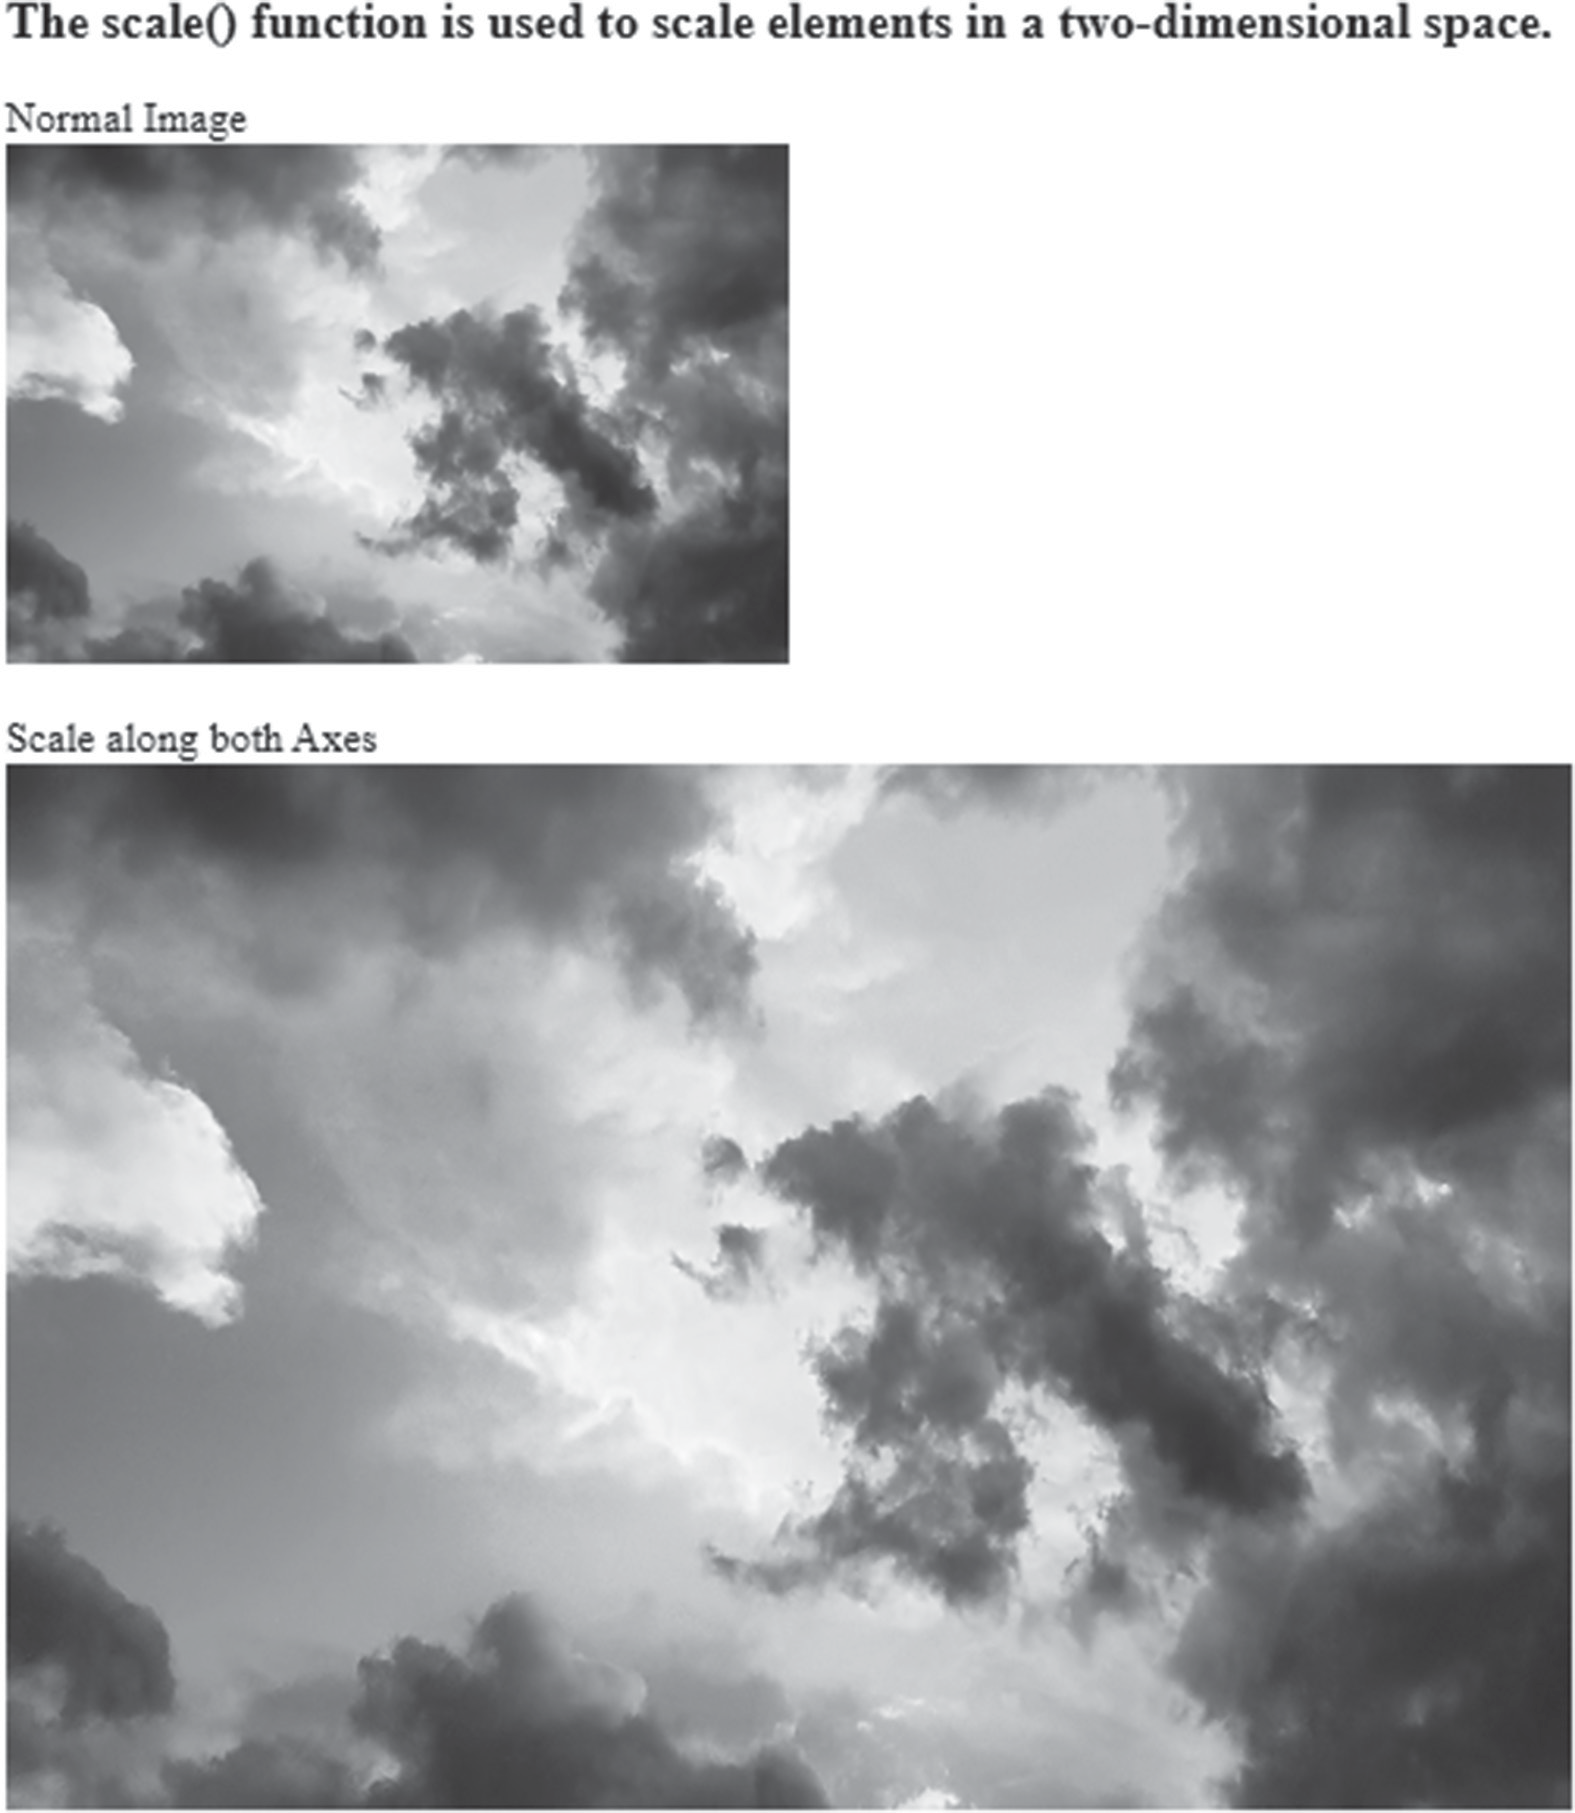 The scale() function is used to scale elements in a two-dimensional space.
Normal Image
Scale along both Axes